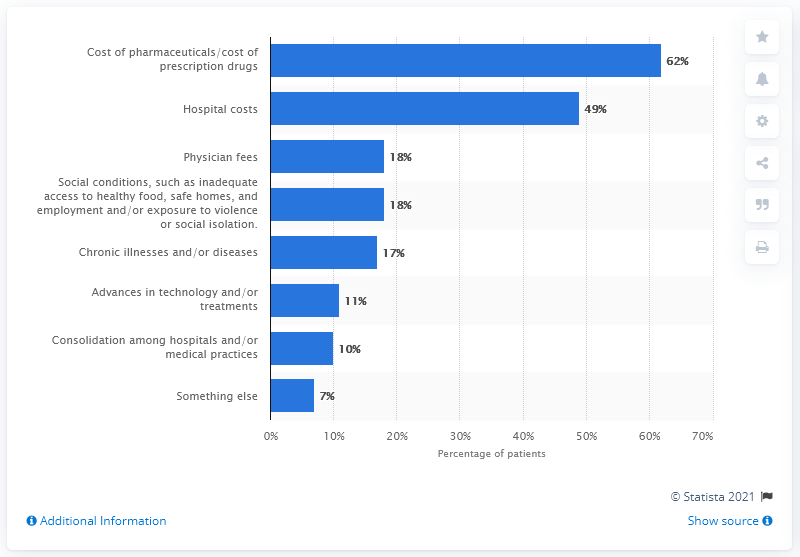 Cost of pharmaceuticals/cost of
prescription drugs
62%
Hospital costs
49%
Physician fees
18%
Social conditions, such as inadequate
access to healthy food, safe homes, and
employment and/or exposure to violence
or social isolation.
18%
Chronic illnesses and/or diseases
17%
Advances in technology and/or
treatments
11%
Consolidation among hospitals and/or
medical practices
10%
Something else
7%
0% 10% 20% 30% 40% 50% 60% 70%
Percentage of patients
© Statista 2021
Additional Information
Show source